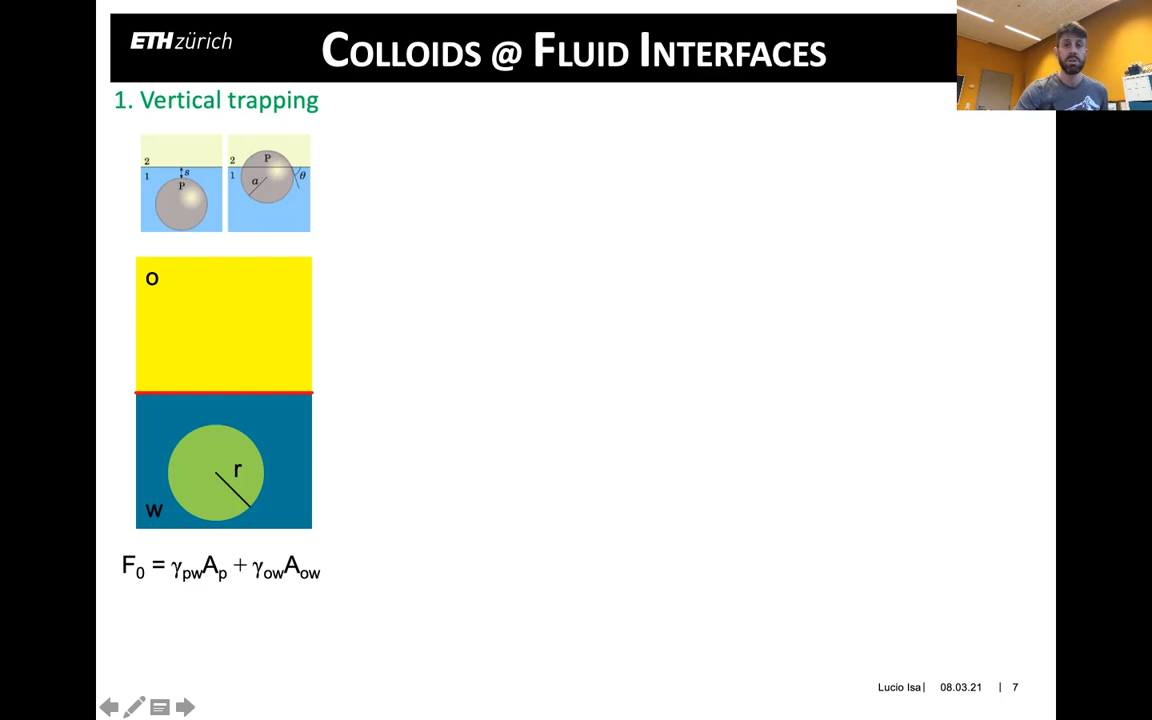 ETH zürich
COLLOIDS @ FLUID INTERFACES
1. Vertical trapping
2
1
s
P
2
1
P
a
θ
o
r
w
F0 = γpwAp + γowAow
Lucio Isa| 08.03.21 | 7